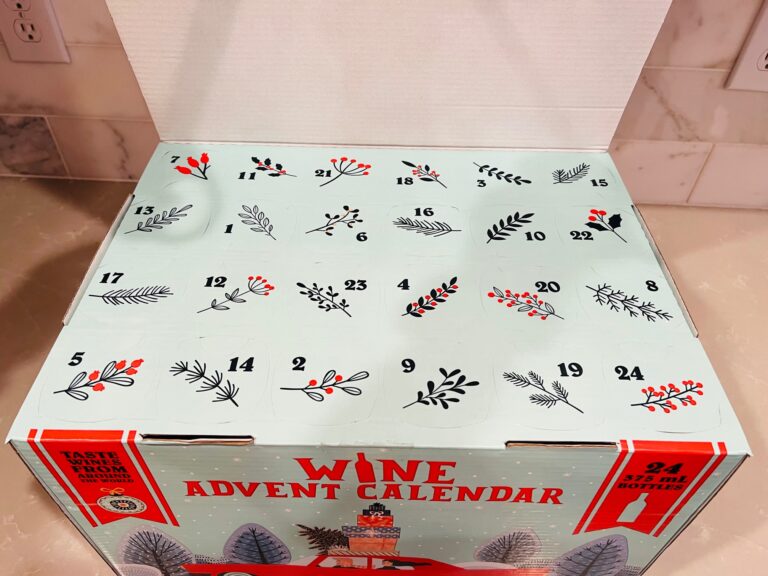 7 11 21 18 3 15
13 1 6 16 10 22
17 12 23 4 20 8
5 14 2 9 19 24
TASTE
WINES
FROM
AROUND
THE WORLD
WINE
ADVENT CALENDAR
24
375 mL
BOTTLES